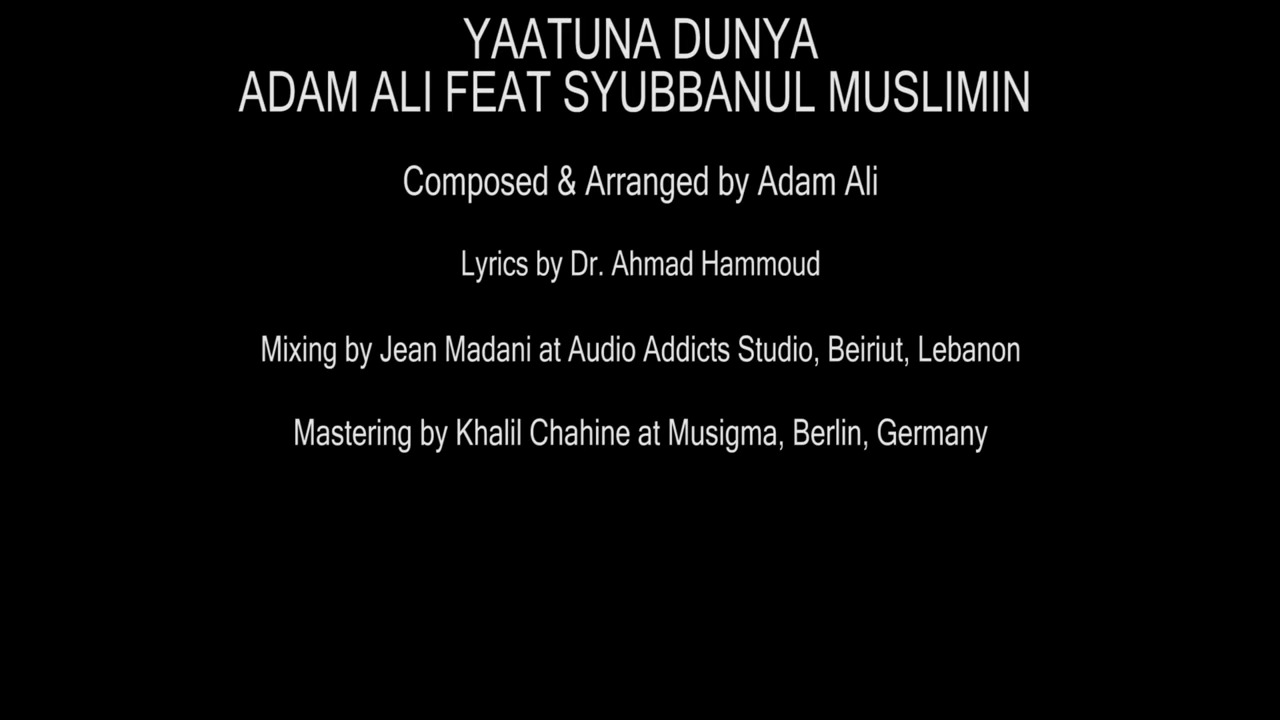 YAATUNA DUNYA
ADAM ALI FEAT SYUBBANUL MUSLIMIN
Composed & Arranged by Adam Ali
Lyrics by Dr. Ahmad Hammoud
Mixing by Jean Madani at Audio Addicts Studio, Beiriut, Lebanon
Mastering by Khalil Chahine at Musigma, Berlin, Germany